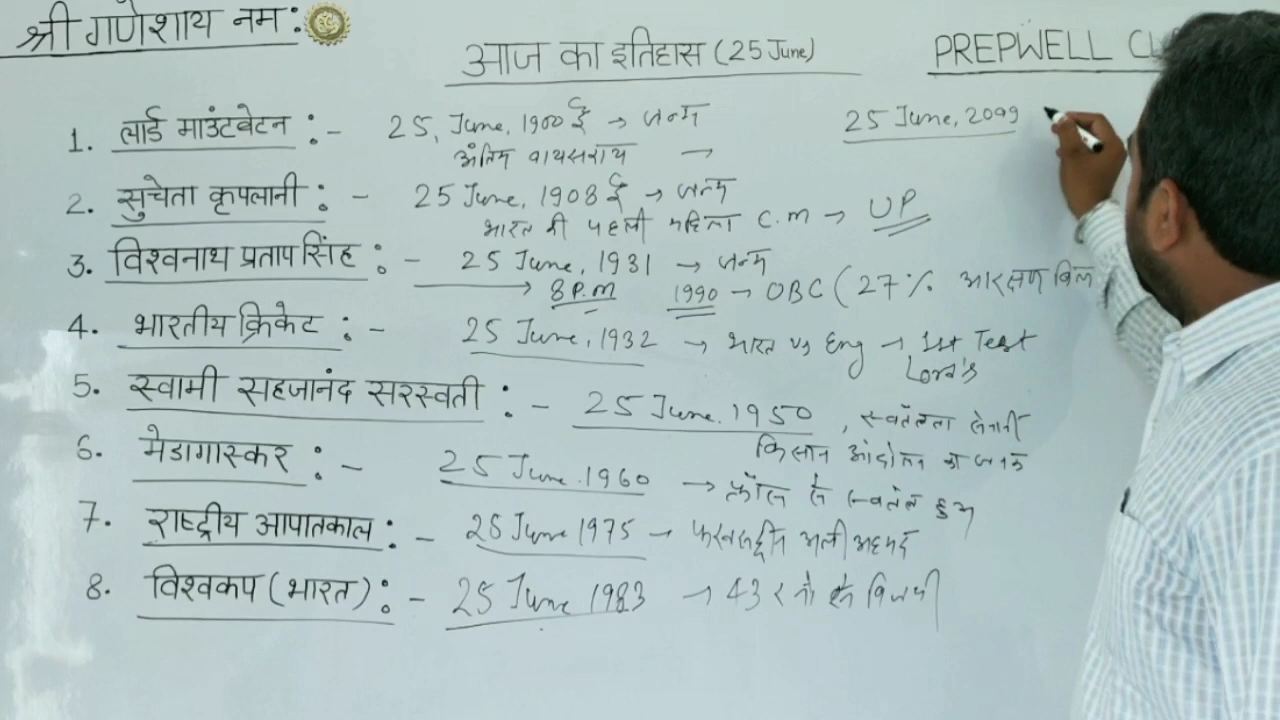 श्री गणेशाय नम:
आज का इतिहास (25 June)
PREPWELL CL
25 June, 2099
1. लार्ड माउंटबेटन :- 25, June, 1900 ई → जन्म
अंतिम वायसराय →
2. सुचेता कृपलानी : - 25 June, 1908 ई → जन्म
भारत की पहली महिला C.M → UP
3. विश्वनाथ प्रताप सिंह : - 25 June, 1931 → जन्म
→ 8 P.M 1990 → OBC ( 27 % आरक्षण बिल
4. भारतीय क्रिकेट : - 25 June, 1932 → भारत vs Eng → 1st Test
Lord's
5. स्वामी सहजानंद सरस्वती : - 25 June. 1950 , स्वतंत्रता सेनानी
किसान आंदोलन का जनक
6. मेडागास्कर : - 25 June. 1960 → फ्रांस से स्वतंत्र हुआ
7. राष्ट्रीय आपातकाल : - 25 June 1975 → फखरुद्दीन अली अहमद
8. विश्वकप (भारत) : - 25 June 1983 → 43 रनों से विजयी